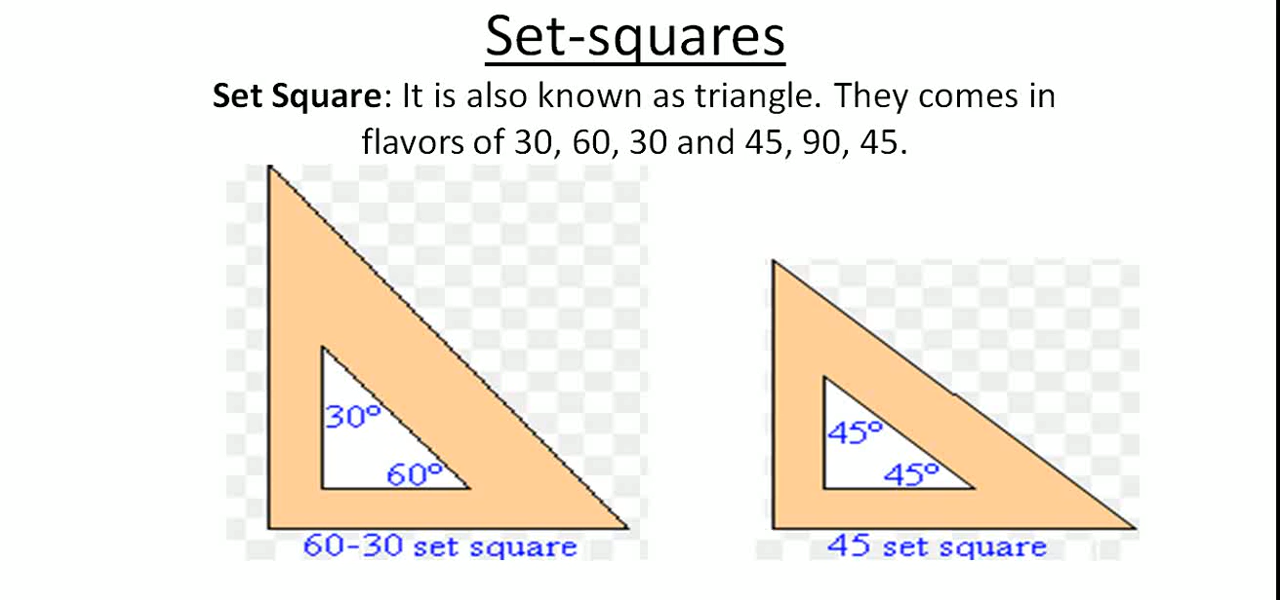 Set-squares
Set Square: It is also known as triangle. They comes in
flavors of 30, 60, 30 and 45, 90, 45.
30°
60°
60-30 set square
45°
45°
45 set square